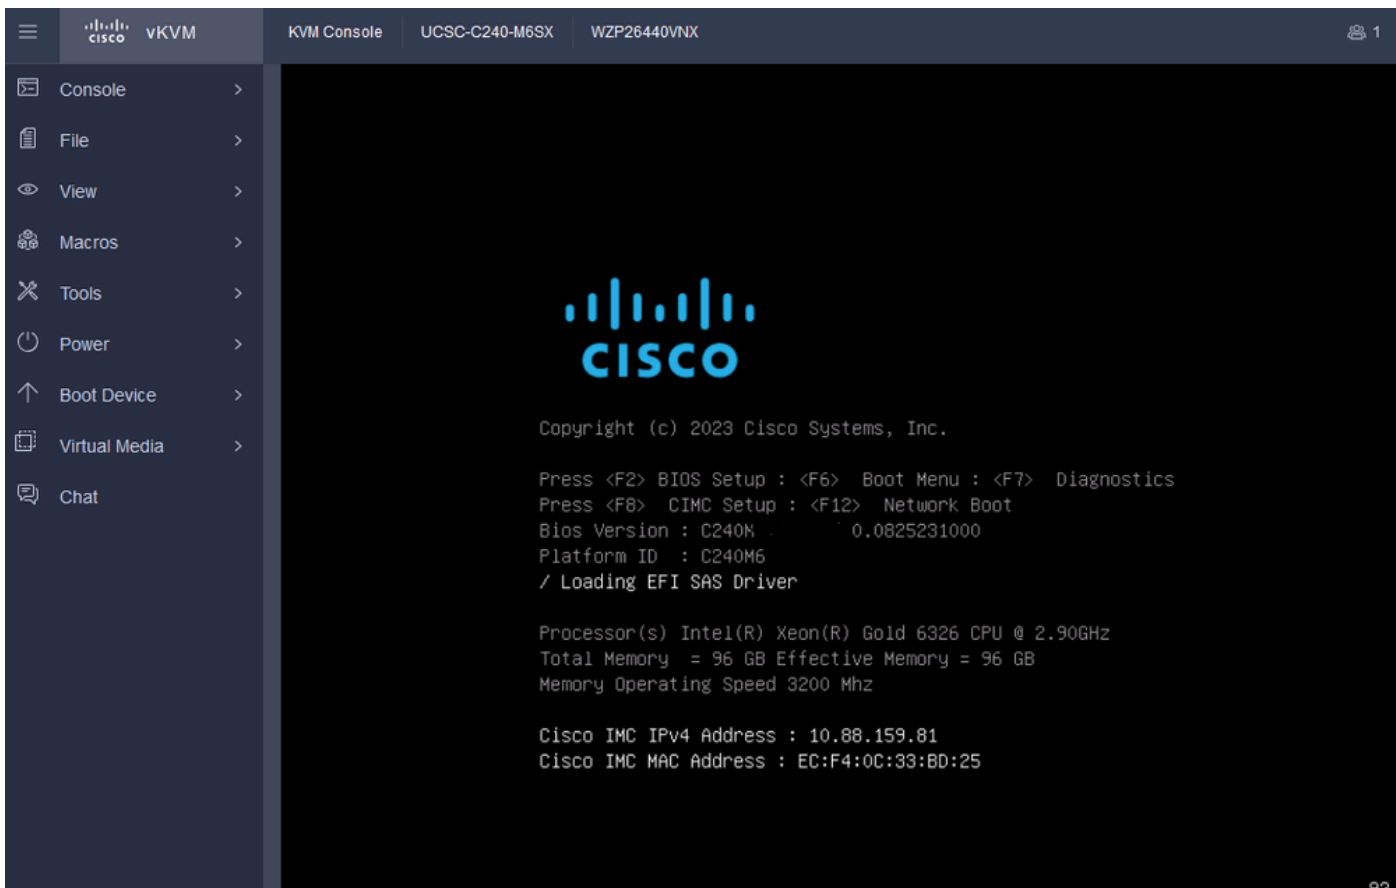 cisco vKVM KVM Console UCSC-C240-M6SX WZP26440VNX 1
Console
File
View
Macros
Tools
Power
Boot Device
Virtual Media
Chat
CISCO
Copyright (c) 2023 Cisco Systems, Inc.
Press <F2> BIOS Setup : <F6> Boot Menu : <F7> Diagnostics
Press <F8> CIMC Setup : <F12> Network Boot
Bios Version : 0.0825231000
Platform ID : C240M6
/ Loading EFI SAS Driver
Processor(s) Intel(R) Xeon(R) Gold 6326 CPU @ 2.90GHz
Total Memory = 96 GB Effective Memory = 96 GB
Memory Operating Speed 3200 Mhz
Cisco IMC IPv4 Address : 10.88.159.81
Cisco IMC MAC Address : EC:F4:0C:33:BD:25